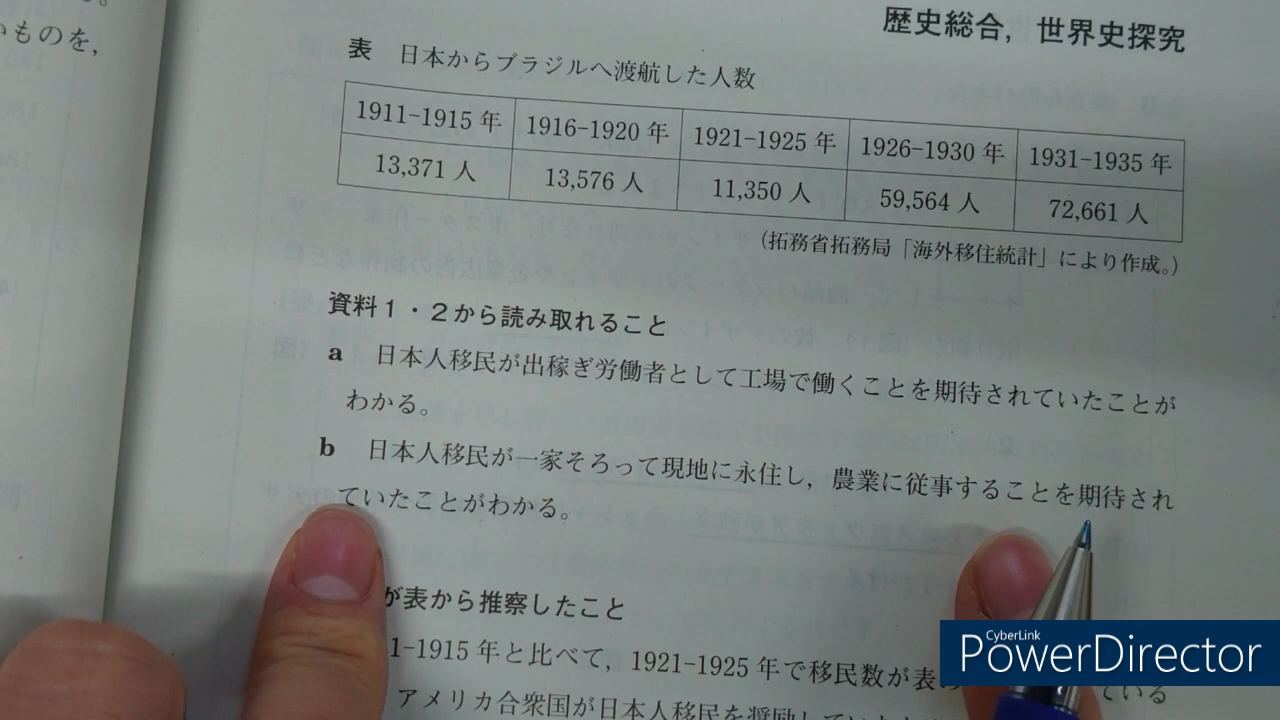 いものを,
歴史総合, 世界史探究
表 日本からブラジルへ渡航した人数
1911-1915 年 1916-1920 年 1921-1925 年 1926-1930 年 1931-1935 年
13,371 人 13,576 人 11,350 人 59,564 人 72,661 人
(拓務省拓務局「海外移住統計」により作成。)
資料1・2から読み取れること
a 日本人移民が出稼ぎ労働者として工場で働くことを期待されていたことが
わかる。
b 日本人移民が一家そろって現地に永住し, 農業に従事することを期待され
ていたことがわかる。
が表から推察したこと
1-1915 年と比べて, 1921-1925 年で移民数が表 ている
アメリカ合衆国が日本人移民を奨励してい
CyberLink
PowerDirector